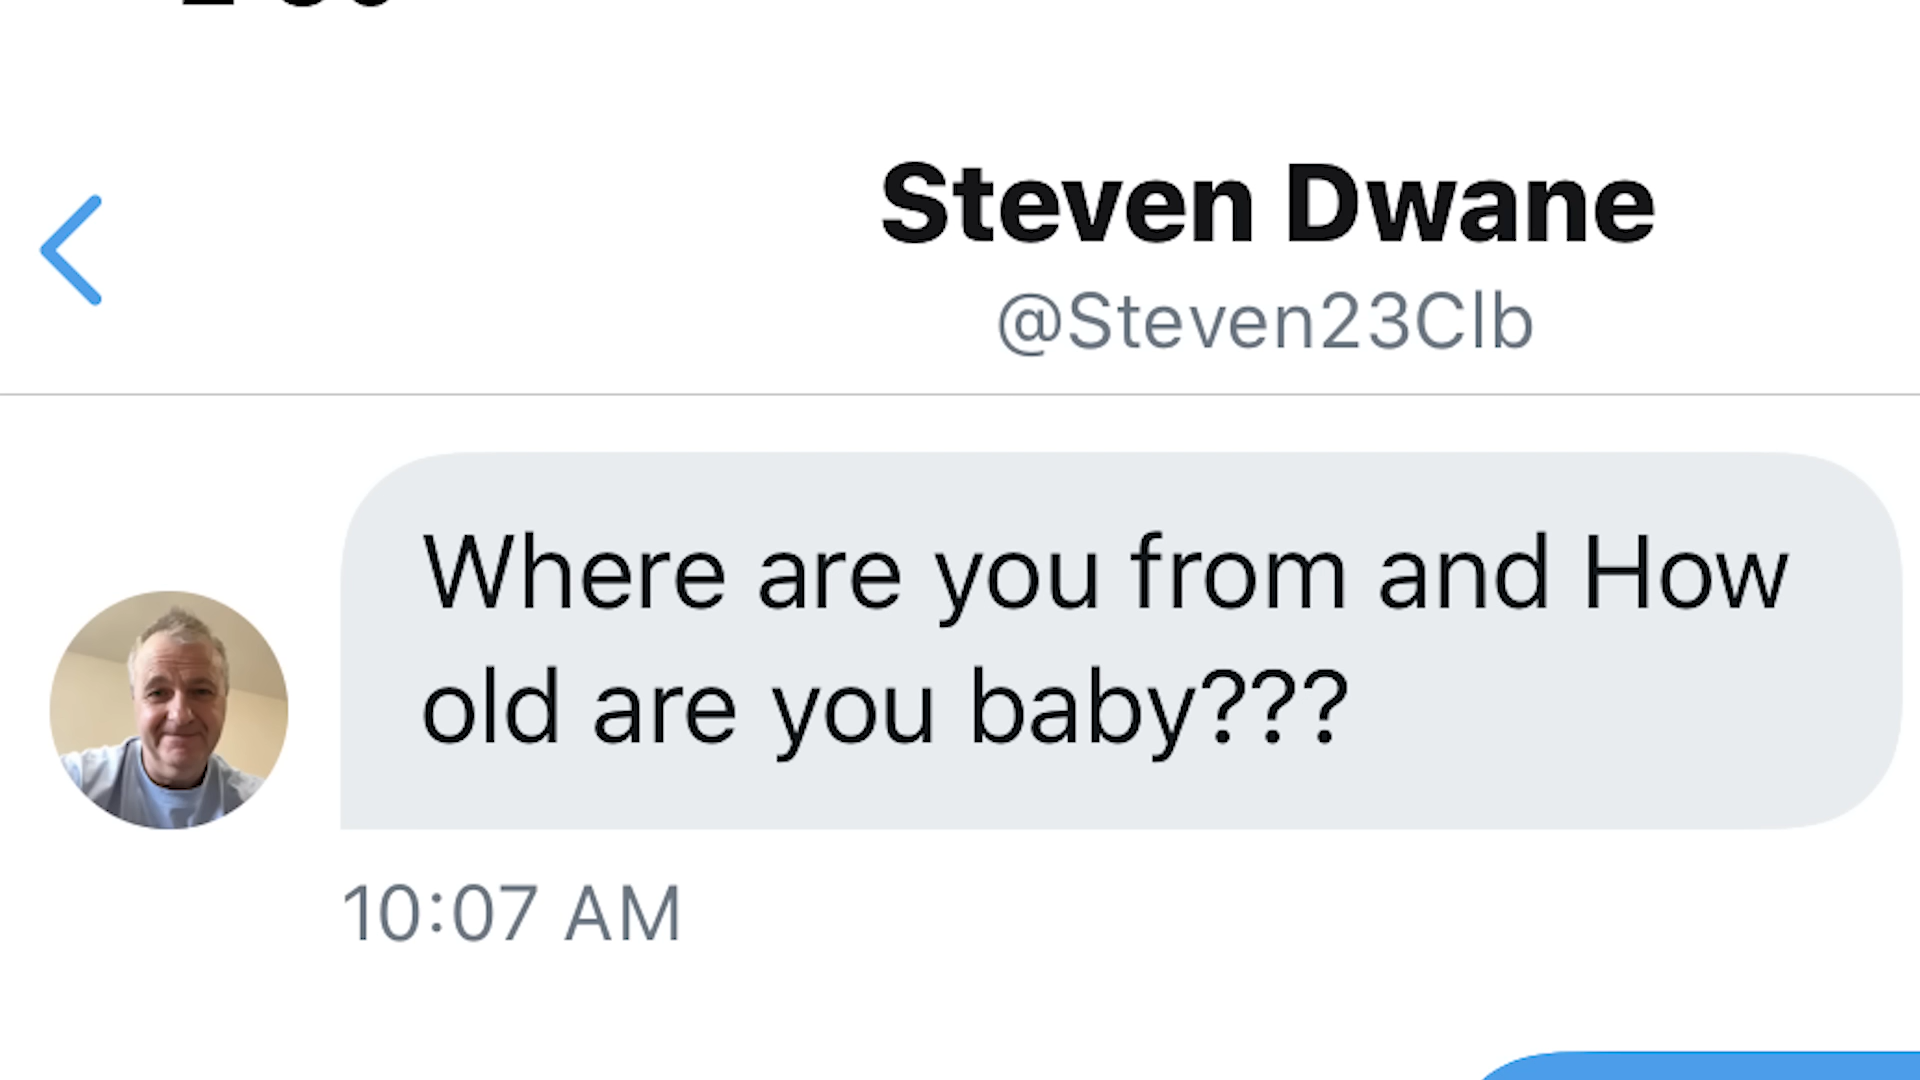 Steven Dwane
@Steven23Clb
Where are you from and How
old are you baby???
10:07 AM